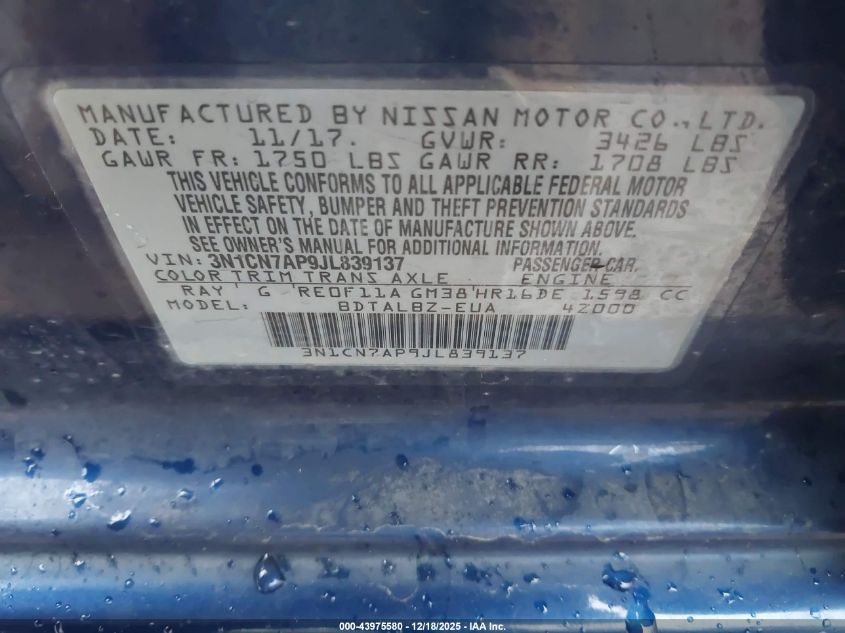 MANUFACTURED BY NISSAN MOTOR CO.,LTD.
DATE: 11/17. GVWR: 3426 LBS
GAWR FR: 1750 LBS GAWR RR: 1708 LBS
THIS VEHICLE CONFORMS TO ALL APPLICABLE FEDERAL MOTOR
VEHICLE SAFETY, BUMPER AND THEFT PREVENTION STANDARDS
IN EFFECT ON THE DATE OF MANUFACTURE SHOWN ABOVE.
SEE OWNER'S MANUAL FOR ADDITIONAL INFORMATION.
VIN: 3N1CN7AP9JL839137 PASSENGER CAR
COLOR TRIM TRANS AXLE ENGINE
RAY G RE0F11A GM38 HR16DE 1598 CC
MODEL: BDTALBZ-EUA 42000
3N1CN7AP9JL839137
000-43975580 - 12/18/2025 - IAA Inc.